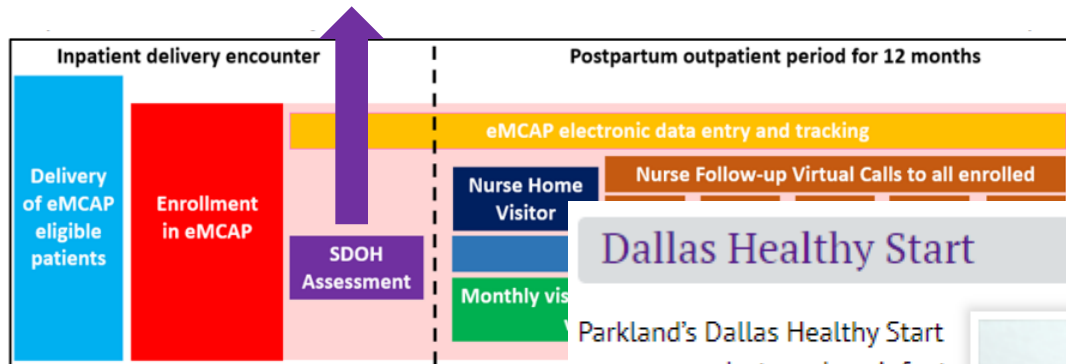 Inpatient delivery encounter
Postpartum outpatient period for 12 months
eMCAP electronic data entry and tracking
Delivery
of eMCAP
eligible
patients
Enrollment
in eMCAP
SDOH
Assessment
Nurse Home
Visitor
Nurse Follow-up Virtual Calls to all enrolled
Monthly
Dallas Healthy Start
Parkland's Dallas Healthy Start